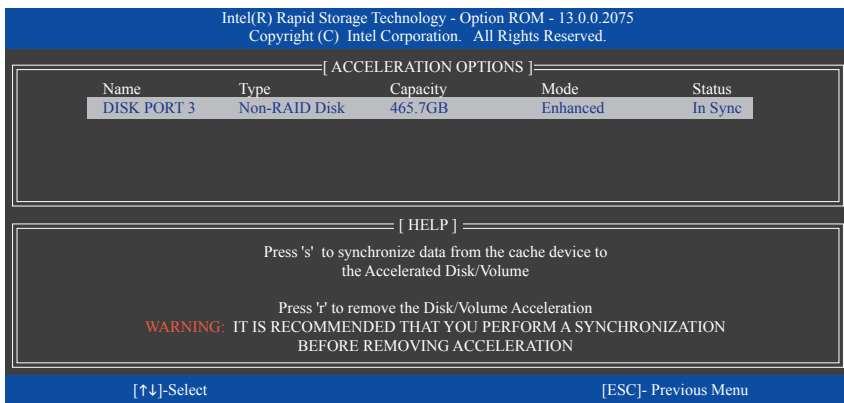 Intel(R) Rapid Storage Technology - Option ROM - 13.0.0.2075
Copyright (C) Intel Corporation. All Rights Reserved.
[ ACCELERATION OPTIONS ]
Name Type Capacity Mode Status
DISK PORT 3 Non-RAID Disk 465.7GB Enhanced In Sync
[ HELP ]
Press 's' to synchronize data from the cache device to
the Accelerated Disk/Volume
Press 'r' to remove the Disk/Volume Acceleration
WARNING: IT IS RECOMMENDED THAT YOU PERFORM A SYNCHRONIZATION
BEFORE REMOVING ACCELERATION
[↑↓]-Select [ESC]- Previous Menu